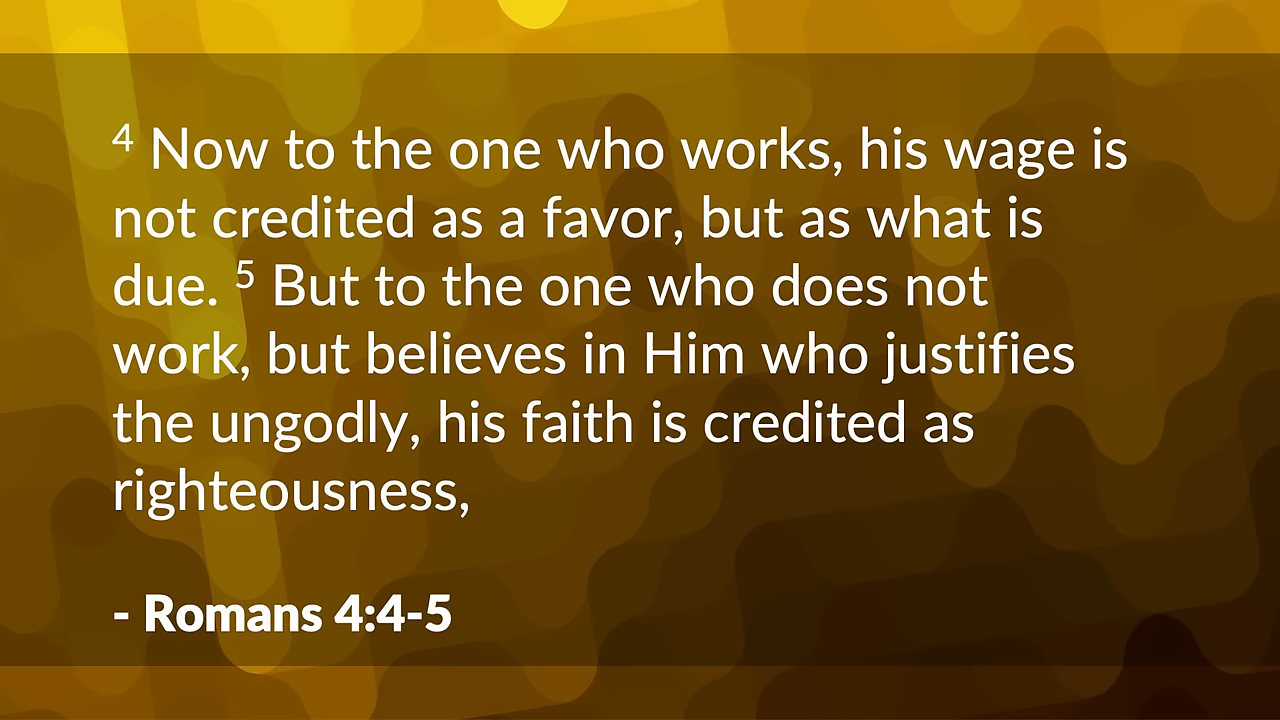 4 Now to the one who works, his wage is
not credited as a favor, but as what is
due. 5 But to the one who does not
work, but believes in Him who justifies
the ungodly, his faith is credited as
righteousness,
- Romans 4:4-5